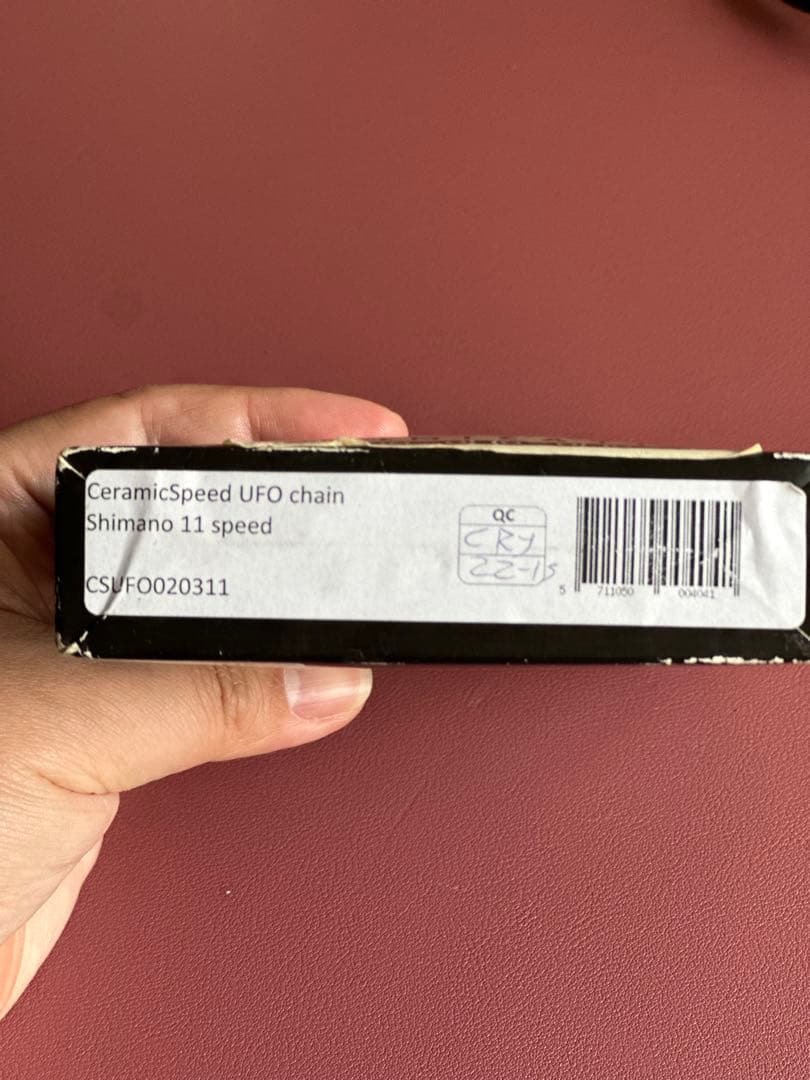 CeramicSpeed UFO chain
Shimano 11 speed
CSUFO020311
QC
CRY
22-15
5 711050 004041